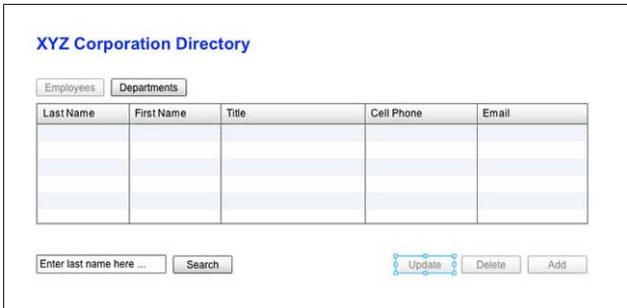 XYZ Corporation Directory
Employees Departments
Last Name First Name Title Cell Phone Email
Enter last name here ... Search Update Delete Add